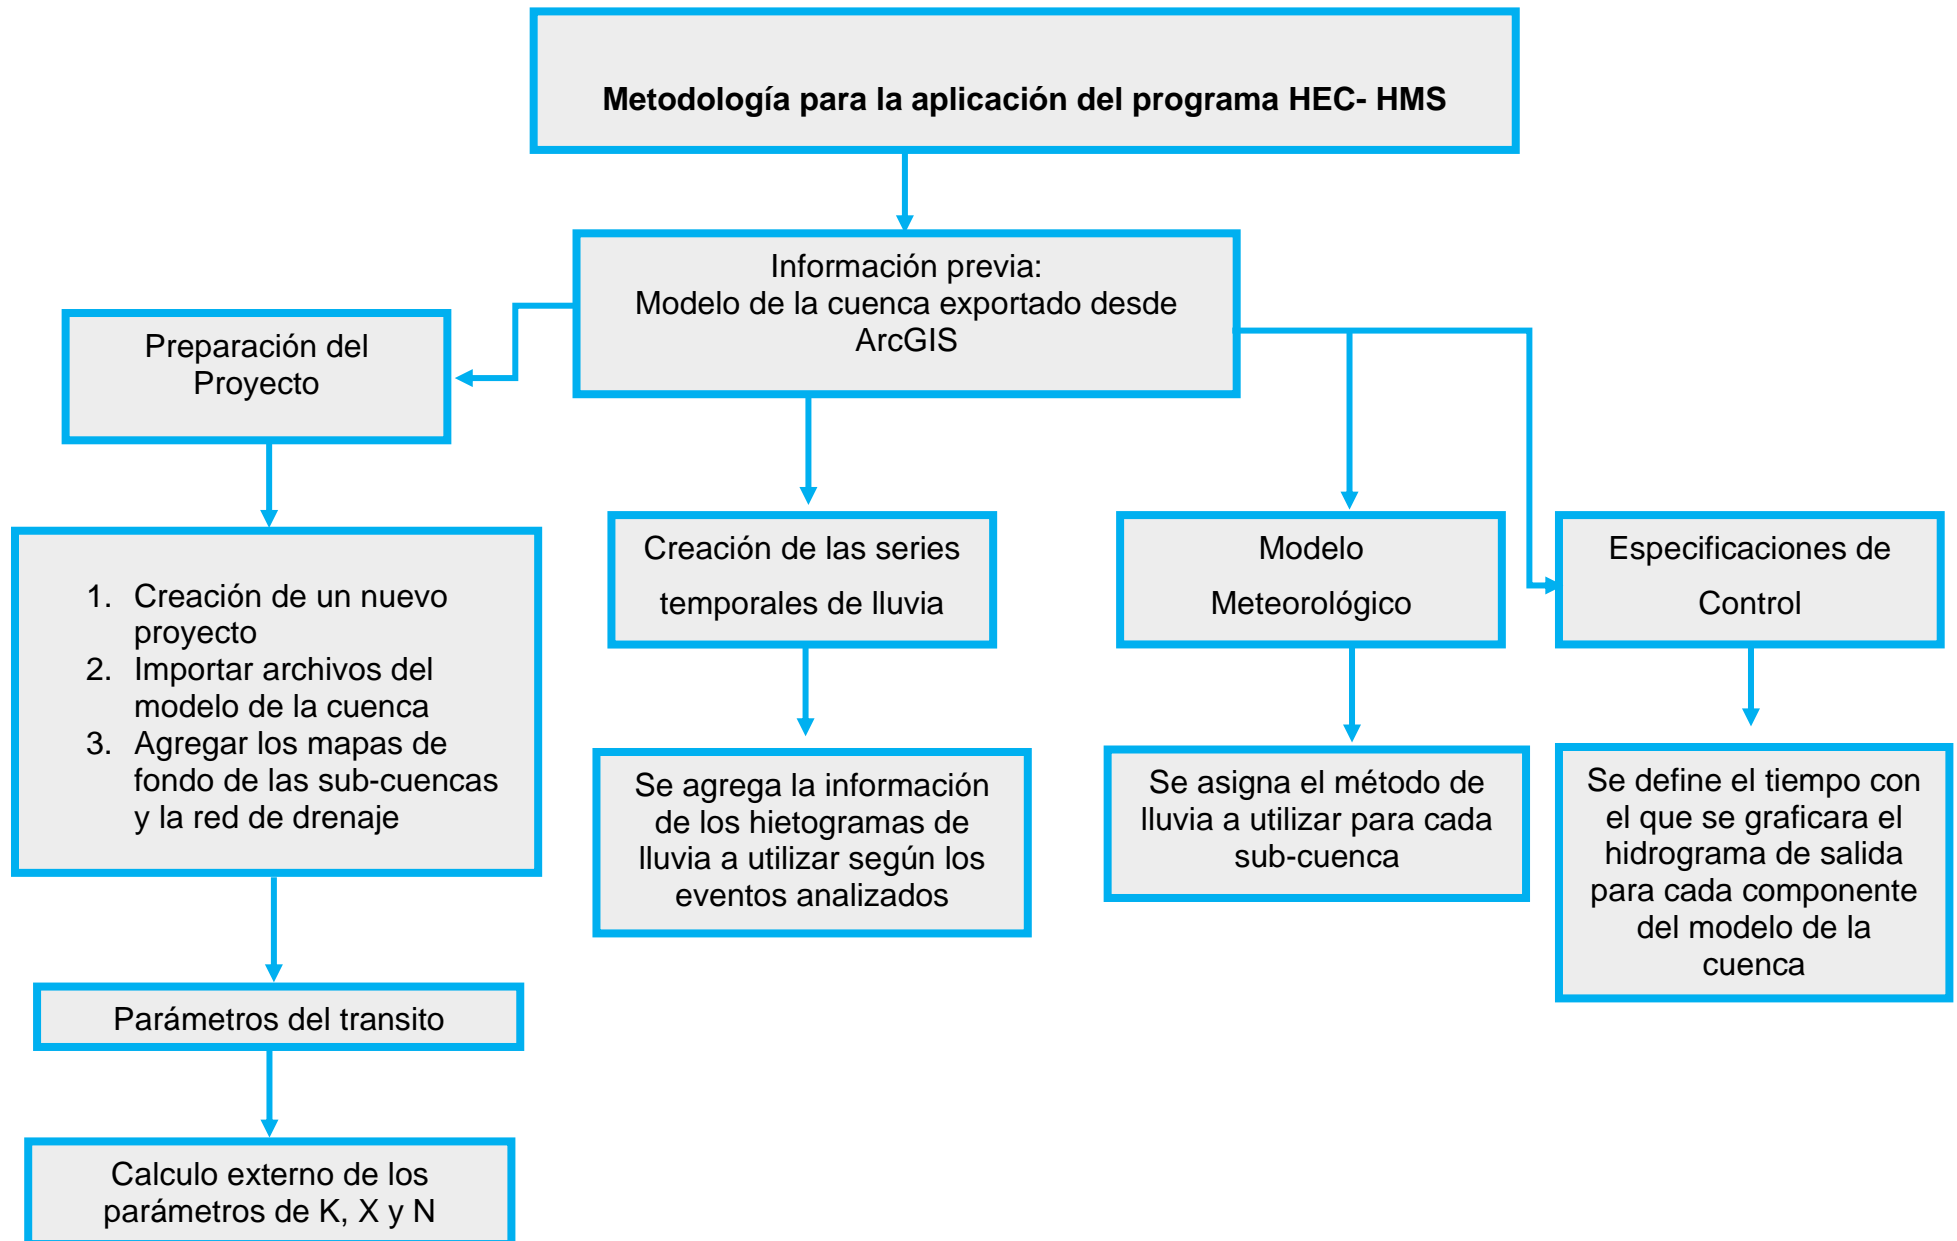 Metodología para la aplicación del programa HEC- HMS
Información previa:
Modelo de la cuenca exportado desde
ArcGIS
Preparación del
Proyecto
1. Creación de un nuevo
proyecto
2. Importar archivos del
modelo de la cuenca
3. Agregar los mapas de
fondo de las sub-cuencas
y la red de drenaje
Parámetros del transito
Calculo externo de los
parámetros de K, X y N
Creación de las series
temporales de lluvia
Se agrega la información
de los hietogramas de
lluvia a utilizar según los
eventos analizados
Modelo
Meteorológico
Se asigna el método de
lluvia a utilizar para cada
sub-cuenca
Especificaciones de
Control
Se define el tiempo con
el que se graficara el
hidrograma de salida
para cada componente
del modelo de la
cuenca